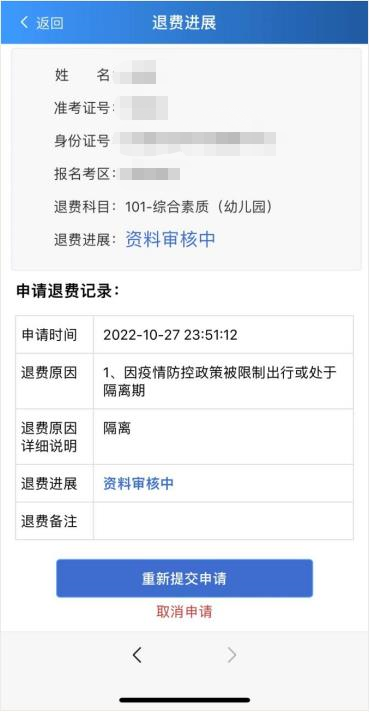 返回
退费进展
姓 名:
准考证号:
身份证号
报名考区:
退费科目: 101-综合素质（幼儿园）
退费进展: 资料审核中
申请退费记录:
申请时间 2022-10-27 23:51:12
退费原因 1、因疫情防控政策被限制出行或处于
隔离期
退费原因 隔离
详细说明
退费进展 资料审核中
退费备注
重新提交申请
取消申请